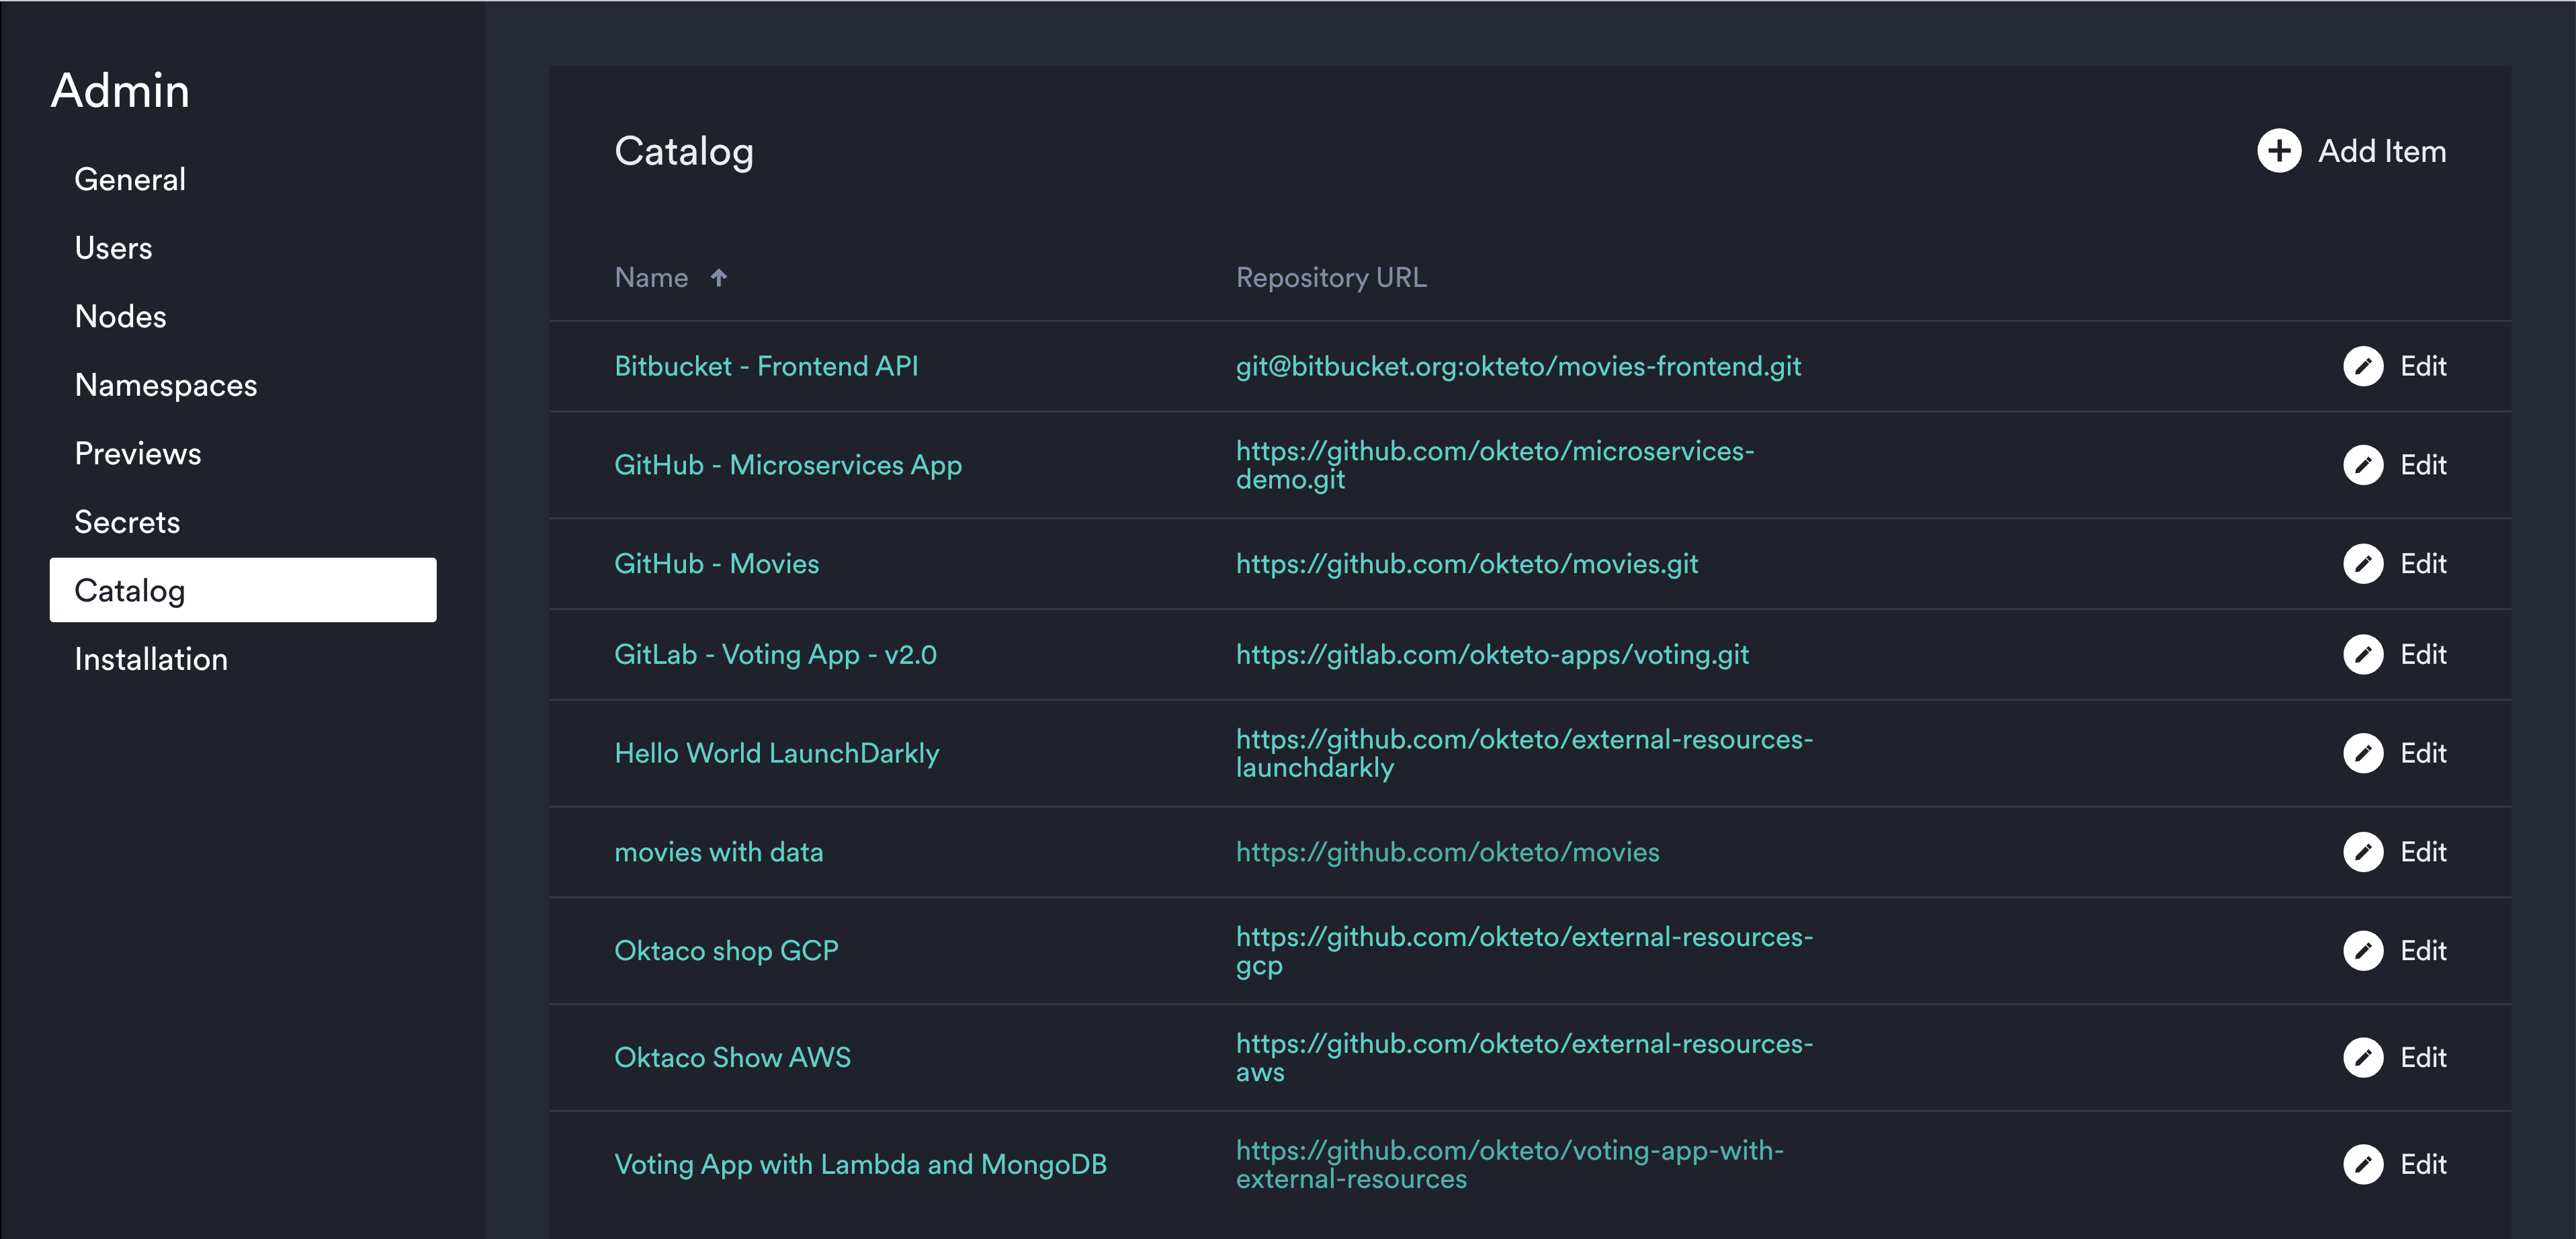 Admin
General
Users
Nodes
Namespaces
Previews
Secrets
Catalog
Installation
Catalog
Add Item
Name ↑ Repository URL
Bitbucket - Frontend API git@bitbucket.org:okteto/movies-frontend.git Edit
GitHub - Microservices App https://github.com/okteto/microservices-
demo.git Edit
GitHub - Movies https://github.com/okteto/movies.git Edit
GitLab - Voting App - v2.0 https://gitlab.com/okteto-apps/voting.git Edit
Hello World LaunchDarkly https://github.com/okteto/external-resources-
launchdarkly Edit
movies with data https://github.com/okteto/movies Edit
Oktaco shop GCP https://github.com/okteto/external-resources-
gcp Edit
Oktaco Show AWS https://github.com/okteto/external-resources-
aws Edit
Voting App with Lambda and MongoDB https://github.com/okteto/voting-app-with-
external-resources Edit